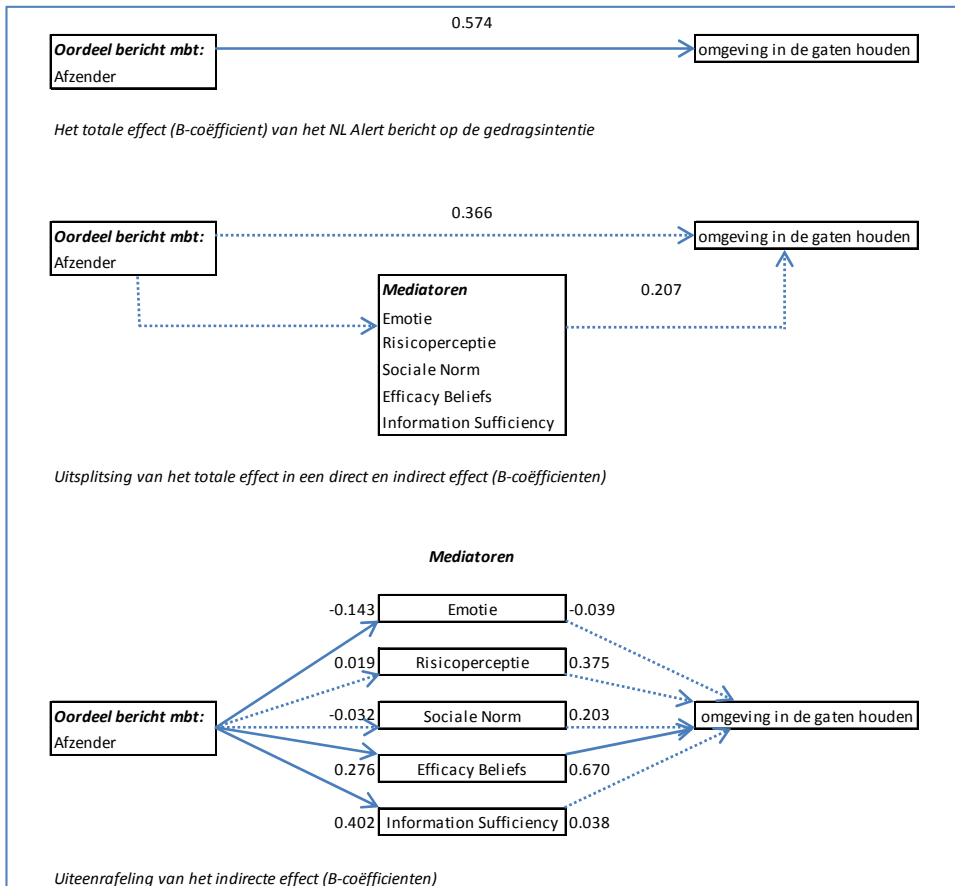 0.574
Oordeel bericht mbt: omgeving in de gaten houden
Afzender
Het totale effect (B-coëfficient) van het NL Alert bericht op de gedragsintentie
0.366
Oordeel bericht mbt: omgeving in de gaten houden
Afzender
Mediatoren 0.207
Emotie
Risicoperceptie
Sociale Norm
Efficacy Beliefs
Information Sufficiency
Uitsplitsing van het totale effect in een direct en indirect effect (B-coëfficienten)
Mediatoren
-0.143 Emotie -0.039
0.019 Risicoperceptie 0.375
Oordeel bericht mbt: -0.032 Sociale Norm 0.203 omgeving in de gaten houden
Afzender
0.276 Efficacy Beliefs 0.670
0.402 Information Sufficiency 0.038
Uiteenrafeling van het indirecte effect (B-coëfficienten)